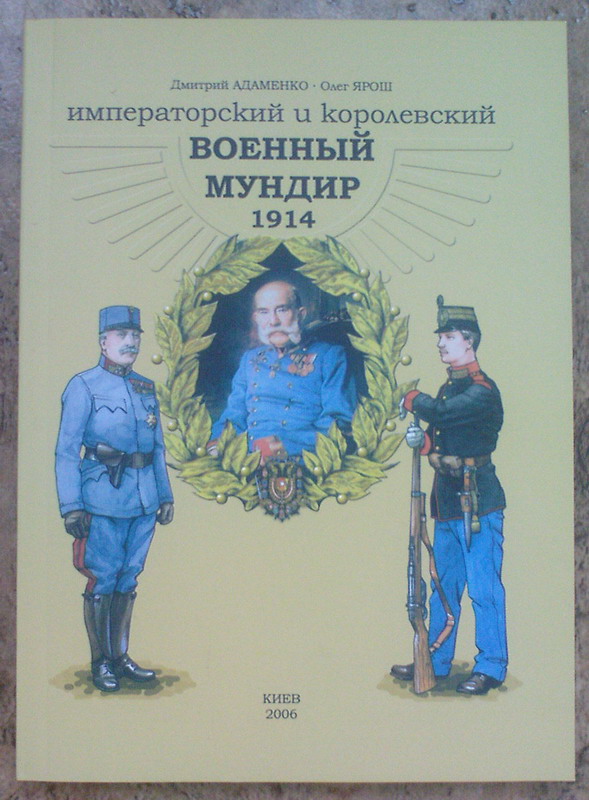 Дмитрий АДАМЕНКО · Олег ЯРОШ
императорский и королевский
ВОЕННЫЙ
МУНДИР
1914
КИЕВ
2006